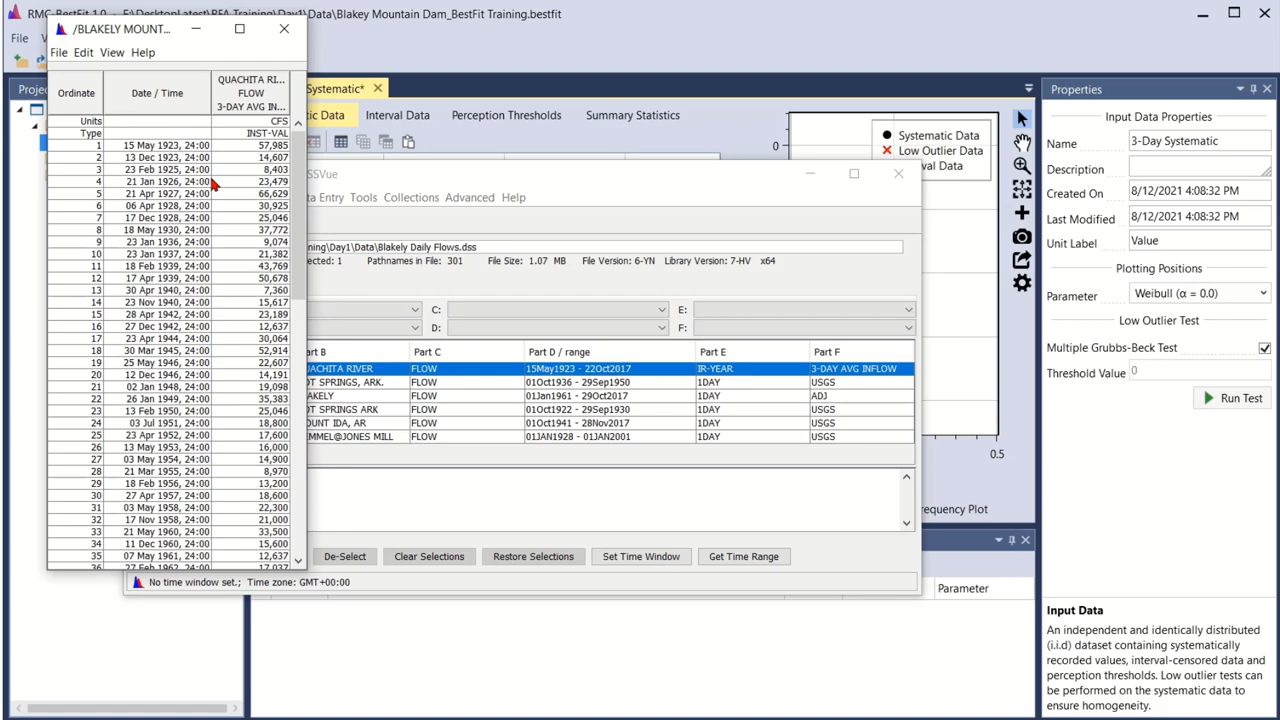 RMC-BestFit 1.0 - E:\DesktopLatest\RFA Training\Day1\Data\Blakey Mountain Dam_BestFit Training.bestfit
File
/BLAKELY MOUNT...
File Edit View Help
Ordinate Date / Time QUACHITA RI... FLOW 3-DAY AVG IN...
Units CFS
Type INST-VAL
1 15 May 1923, 24:00 57,985
2 13 Dec 1923, 24:00 14,607
3 23 Feb 1925, 24:00 8,403
4 21 Jan 1926, 24:00 23,479
5 21 Apr 1927, 24:00 66,629
6 06 Apr 1928, 24:00 30,925
7 17 Dec 1928, 24:00 25,046
8 18 May 1930, 24:00 37,772
9 23 Jan 1936, 24:00 9,074
10 23 Jan 1937, 24:00 21,382
11 18 Feb 1939, 24:00 43,769
12 17 Apr 1939, 24:00 50,678
13 30 Apr 1940, 24:00 7,360
14 23 Nov 1940, 24:00 15,617
15 28 Apr 1942, 24:00 23,189
16 27 Dec 1942, 24:00 12,637
17 23 Apr 1944, 24:00 30,064
18 30 Mar 1945, 24:00 52,914
19 25 May 1946, 24:00 22,607
20 12 Dec 1946, 24:00 14,191
21 02 Jan 1948, 24:00 19,098
22 26 Jan 1949, 24:00 35,383
23 13 Feb 1950, 24:00 25,046
24 03 Jul 1951, 24:00 18,800
25 23 Apr 1952, 24:00 17,600
26 13 May 1953, 24:00 16,000
27 03 May 1954, 24:00 14,900
28 21 Mar 1955, 24:00 8,970
29 18 Feb 1956, 24:00 13,200
30 27 Apr 1957, 24:00 18,600
31 03 May 1958, 24:00 22,300
32 17 Nov 1958, 24:00 21,000
33 21 May 1960, 24:00 33,500
34 11 Dec 1960, 24:00 15,600
35 07 May 1961, 24:00 12,637
36 27 Feb 1962, 24:00 17,037
Projec
Systematic*
tic Data Interval Data Perception Thresholds Summary Statistics
0
Systematic Data
Low Outlier Data
val Data
0.5
equency Plot
Parameter
SSVue
ta Entry Tools Collections Advanced Help
ning\Day1\Data\Blakely Daily Flows.dss
ected: 1 Pathnames in File: 301 File Size: 1.07 MB File Version: 6-YN Library Version: 7-HV x64
C: E:
D: F:
art B Part C Part D / range Part E Part F
UACHITA RIVER FLOW 15May1923 - 22Oct2017 IR-YEAR 3-DAY AVG INFLOW
OT SPRINGS, ARK. FLOW 01Oct1936 - 29Sep1950 1DAY USGS
AKELY FLOW 01Jan1961 - 29Oct2017 1DAY ADJ
OT SPRINGS ARK FLOW 01Oct1922 - 29Sep1930 1DAY USGS
OUNT IDA, AR FLOW 01Oct1941 - 28Nov2017 1DAY USGS
EMMEL@JONES MILL FLOW 01JAN1928 - 01JAN2001 1DAY USGS
De-Select Clear Selections Restore Selections Set Time Window Get Time Range
No time window set.; Time zone: GMT+00:00
Properties
Input Data Properties
Name 3-Day Systematic
Description
Created On 8/12/2021 4:08:32 PM
Last Modified 8/12/2021 4:08:32 PM
Unit Label Value
Plotting Positions
Parameter Weibull (α = 0.0)
Low Outlier Test
Multiple Grubbs-Beck Test
Threshold Value 0
Run Test
Input Data
An independent and identically distributed
(i.i.d) dataset containing systematically
recorded values, interval-censored data and
perception thresholds. Low outlier tests can
be performed on the systematic data to
ensure homogeneity.